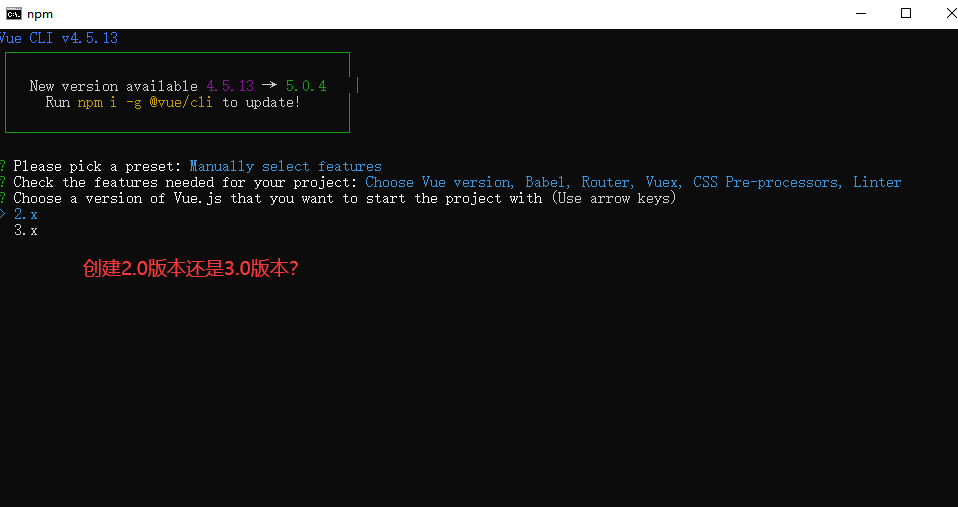 npm
Vue CLI v4.5.13
New version available 4.5.13 → 5.0.4
Run npm i -g @vue/cli to update!
? Please pick a preset: Manually select features
? Check the features needed for your project: Choose Vue version, Babel, Router, Vuex, CSS Pre-processors, Linter
? Choose a version of Vue.js that you want to start the project with (Use arrow keys)
> 2.x
3.x
创建2.0版本还是3.0版本?